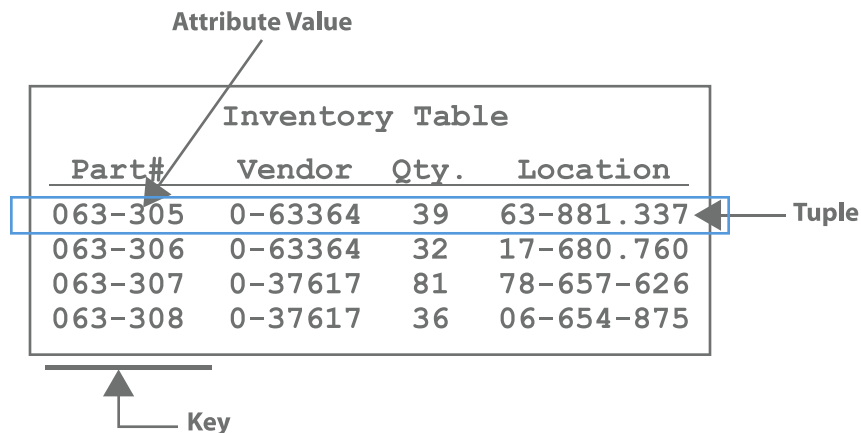 Attribute Value
Inventory Table
Part# Vendor Qty. Location
063-305 0-63364 39 63-881.337
Tuple
063-306 0-63364 32 17-680.760
063-307 0-37617 81 78-657-626
063-308 0-37617 36 06-654-875
Key